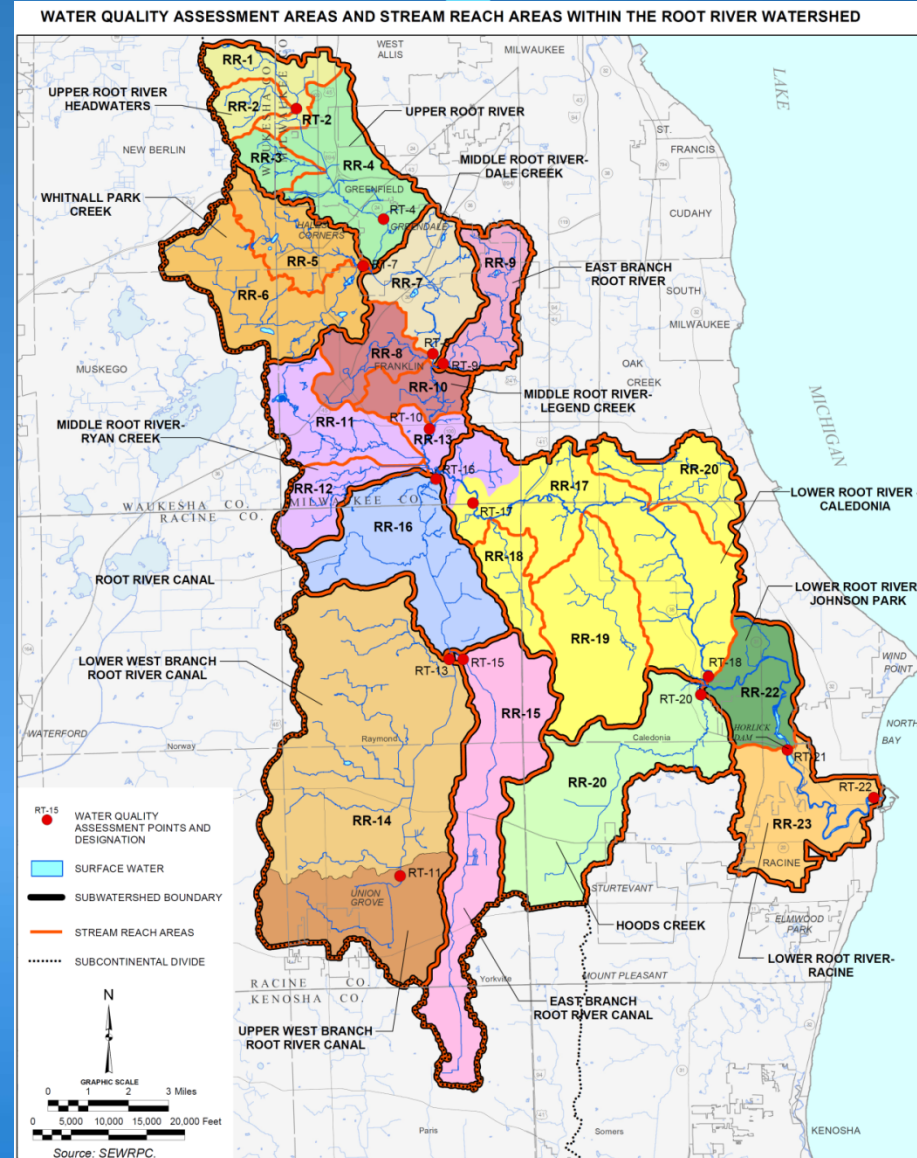 WATER QUALITY ASSESSMENT AREAS AND STREAM REACH AREAS WITHIN THE ROOT RIVER WATERSHED
WEST
ALLIS
MILWAUKEE
LAKE
RR-1
UPPER ROOT RIVER
HEADWATERS
RR-2
RT-2
UPPER ROOT RIVER
WAUKESHA CO.
MILWAUKEE CO.
NEW BERLIN
RR-3
RR-4
ST.
FRANCIS
MIDDLE ROOT RIVER-
DALE CREEK
GREENFIELD
WHITNALL PARK
CREEK
RT-4
GREENDALE
HALES
CORNERS
CUDAHY
RR-5
RT-7
RR-7
RR-9
EAST BRANCH
ROOT RIVER
RR-6
SOUTH
MILWAUKEE
MUSKEGO
RR-8
FRANKLIN
RT-9
OAK
CREEK
RR-10
MIDDLE ROOT RIVER-
LEGEND CREEK
MICHIGAN
RT-10
RR-11
RR-13
MIDDLE ROOT RIVER-
RYAN CREEK
RT-16
RR-17
RR-20
RR-12
LOWER ROOT RIVER
CALEDONIA
WAUKESHA CO.
MILWAUKEE CO.
RACINE CO.
RT-17
RR-16
RR-18
ROOT RIVER CANAL
LOWER ROOT RIVER
JOHNSON PARK
RR-19
LOWER WEST BRANCH
ROOT RIVER CANAL
RT-13
RT-15
RT-18
WIND
POINT
RR-15
RT-20
RR-22
WATERFORD
Norway
Raymond
Caledonia
HORLICK
DAM
NORTH
BAY
RT-21
RR-20
RT-22
RR-14
RR-23
RT-15
WATER QUALITY
ASSESSMENT POINTS AND
DESIGNATION
SURFACE WATER
SUBWATERSHED BOUNDARY
STREAM REACH AREAS
SUBCONTINENTAL DIVIDE
RT-11
UNION
GROVE
RACINE
STURTEVANT
ELMWOOD
PARK
HOODS CREEK
LOWER ROOT RIVER-
RACINE
MOUNT PLEASANT
Yorkville
RACINE CO.
KENOSHA CO.
EAST BRANCH
ROOT RIVER CANAL
UPPER WEST BRANCH
ROOT RIVER CANAL
N
GRAPHIC SCALE
0 1 2 3 Miles
0 5,000 10,000 15,000 20,000 Feet
Source: SEWRPC.
Paris
Somers
KENOSHA